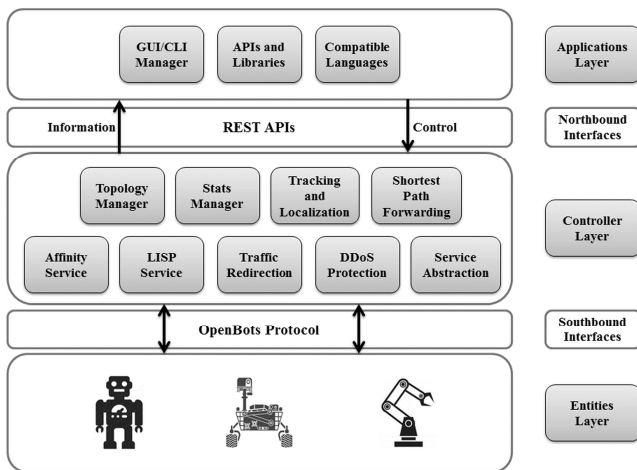 GUI/CLI
Manager
APIs and
Libraries
Compatible
Languages
Applications
Layer
Information
REST APIs
Control
Northbound
Interfaces
Topology
Manager
Stats
Manager
Tracking
and
Localization
Shortest
Path
Forwarding
Controller
Layer
Affinity
Service
LISP
Service
Traffic
Redirection
DDoS
Protection
Service
Abstraction
OpenBots Protocol
Southbound
Interfaces
Entities
Layer